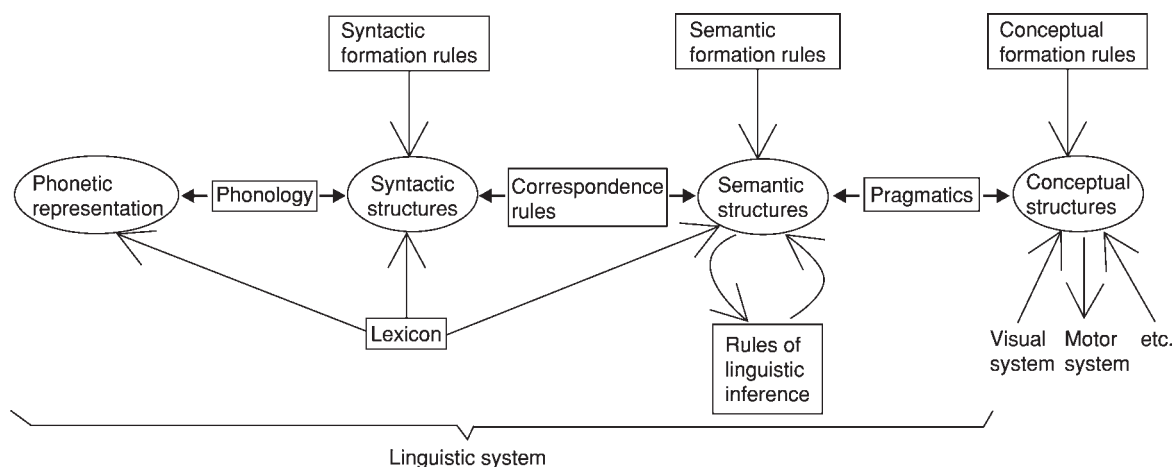 Syntactic
formation rules
Semantic
formation rules
Conceptual
formation rules
Phonetic
representation
Phonology
Syntactic
structures
Correspondence
rules
Semantic
structures
Pragmatics
Conceptual
structures
Lexicon
Rules of
linguistic
inference
Visual
system
Motor
system
etc.
Linguistic system